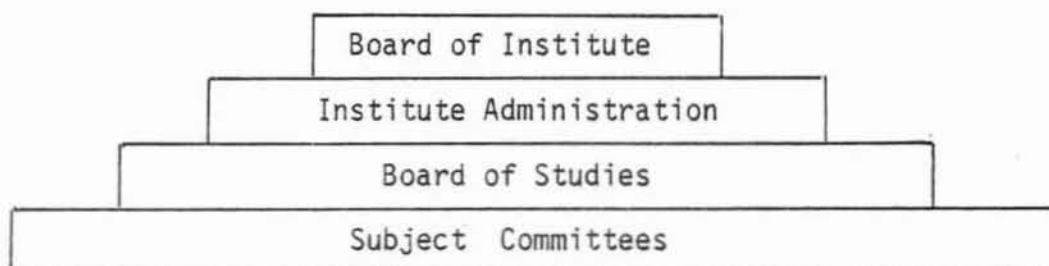 Board of Institute
Institute Administration
Board of Studies
Subject Committees